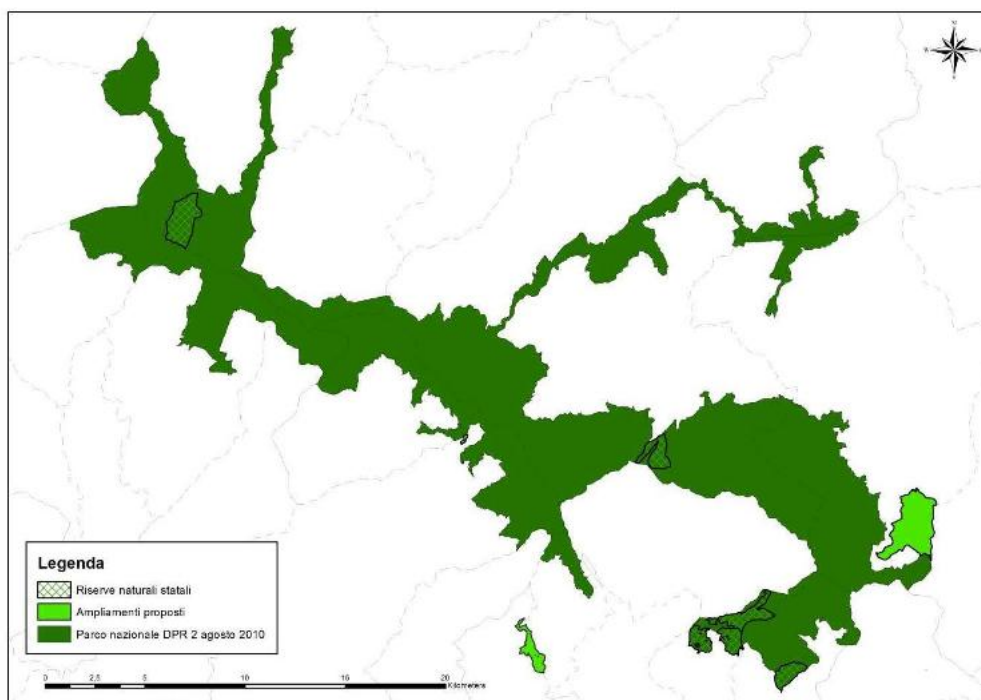 N
Legenda
Riserve naturali statali
Ampliamenti proposti
Parco nazionale DPR 2 agosto 2010
0 2,5 5 10 15 20
Kilometers